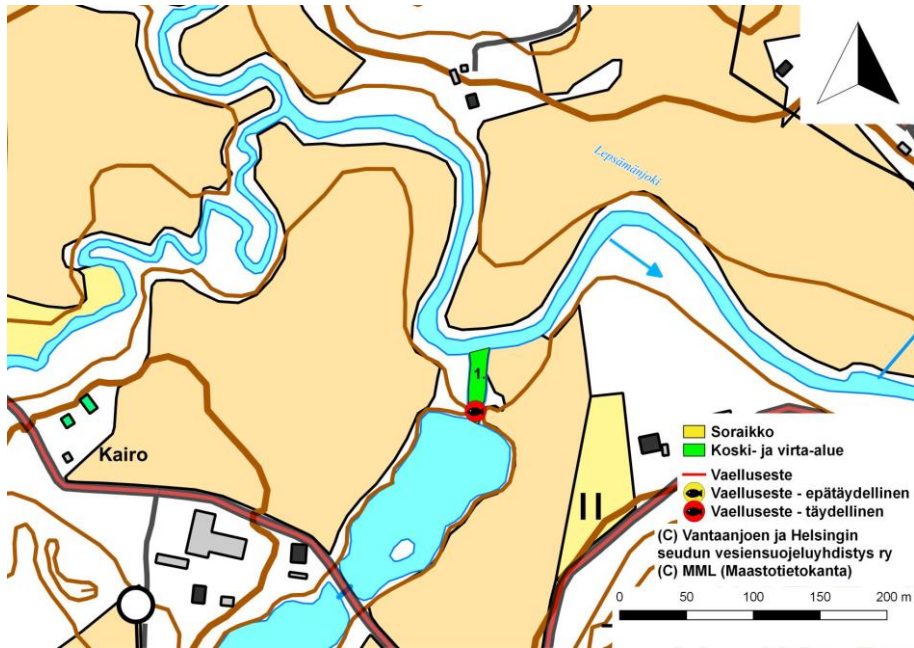 Lepsämänjoki
1.
Kairo
Soraikko
Koski- ja virta-alue
Vaelluseste
Vaelluseste - epätäydellinen
Vaelluseste - täydellinen
(C) Vantaanjoen ja Helsingin
seudun vesiensuojeluyhdistys ry
(C) MML (Maastotietokanta)
0 50 100 150 200 m